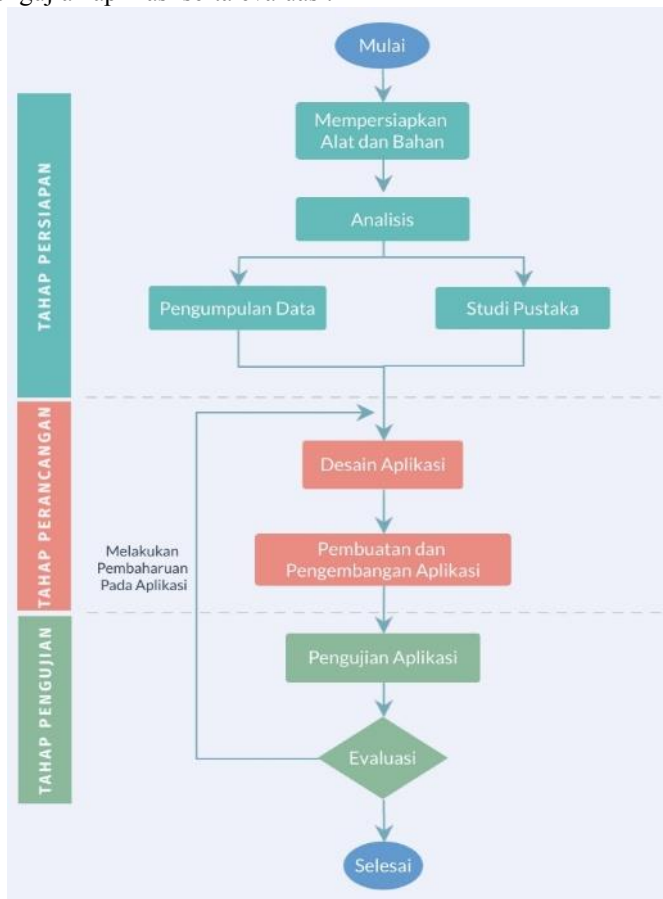 Mulai
Mempersiapkan
Alat dan Bahan
Analisis
Pengumpulan Data
Studi Pustaka
TAHAP PERSIAPAN
Desain Aplikasi
Pembuatan dan
Pengembangan Aplikasi
Melakukan
Pembaharuan
Pada Aplikasi
TAHAP PERANCANGAN
Pengujian Aplikasi
Evaluasi
TAHAP PENGUJIAN
Selesai